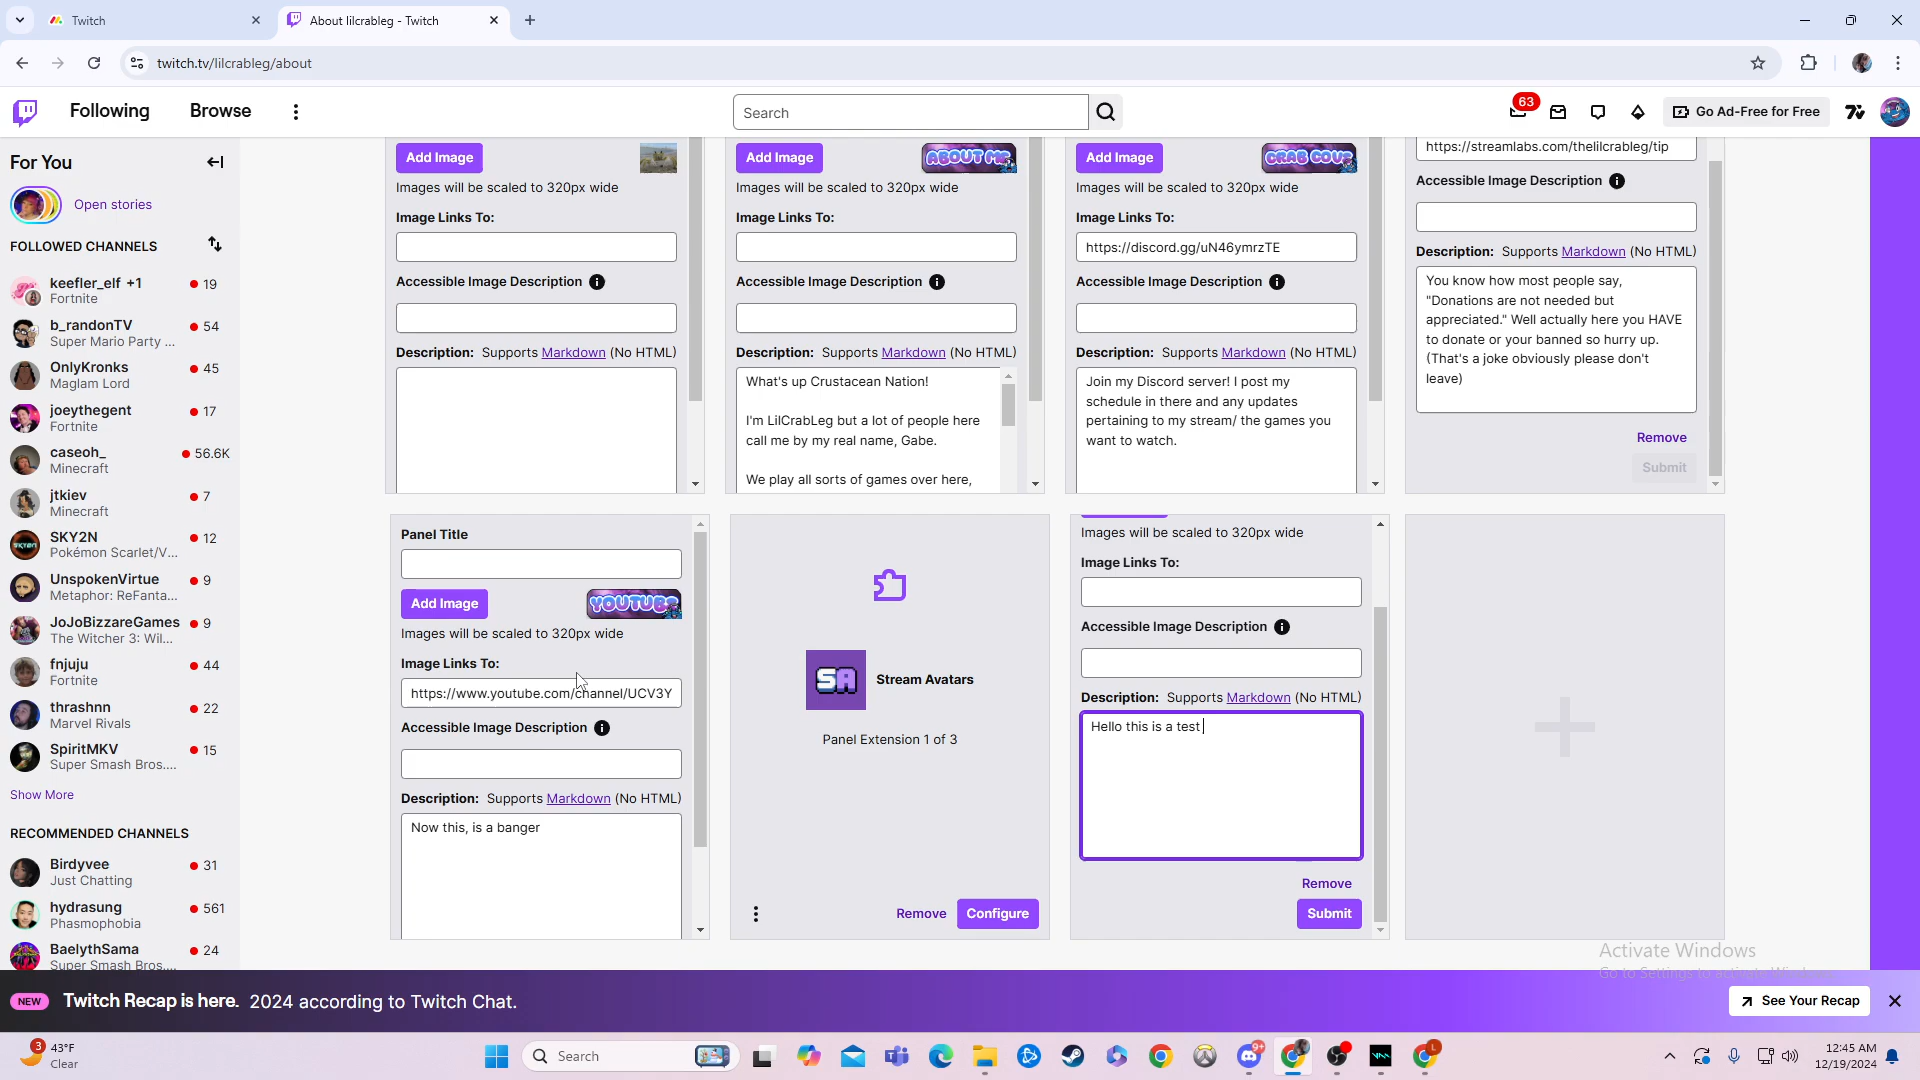 Twitch
About lilcrableg - Twitch
twitch.tv/lilcrableg/about
Following
Browse
Search
63
Go Ad-Free for Free
For You
Open stories
FOLLOWED CHANNELS
keefler_elf +1
19
Fortnite
b_randonTV
54
Super Mario Party ...
OnlyKronks
45
Maglam Lord
joeythegent
17
Fortnite
caseoh_
56.6K
Minecraft
jtkiev
7
Minecraft
SKY2N
12
Pokémon Scarlet/V...
UnspokenVirtue
9
Metaphor: ReFanta...
JoJoBizzareGames
9
The Witcher 3: Wil...
fnjuju
44
Fortnite
thrashnn
22
Marvel Rivals
SpiritMKV
15
Super Smash Bros....
Show More
RECOMMENDED CHANNELS
Birdyvee
31
Just Chatting
hydrasung
561
Phasmophobia
BaelythSama
24
Super Smash Bros....
Add Image
Images will be scaled to 320px wide
Image Links To:
Accessible Image Description
Description: Supports Markdown (No HTML)
Add Image
ABOUT ME
Images will be scaled to 320px wide
Image Links To:
Accessible Image Description
Description: Supports Markdown (No HTML)
What's up Crustacean Nation!
I'm LilCrabLeg but a lot of people here
call me by my real name, Gabe.
We play all sorts of games over here,
Add Image
CRAB COVE
Images will be scaled to 320px wide
Image Links To:
https://discord.gg/uN46ymrzTE
Accessible Image Description
Description: Supports Markdown (No HTML)
Join my Discord server! I post my
schedule in there and any updates
pertaining to my stream/ the games you
want to watch.
https://streamlabs.com/thelilcrableg/tip
Accessible Image Description
Description: Supports Markdown (No HTML)
You know how most people say,
"Donations are not needed but
appreciated." Well actually here you HAVE
to donate or your banned so hurry up.
(That's a joke obviously please don't
leave)
Remove
Submit
Panel Title
Add Image
YOUTUBE
Images will be scaled to 320px wide
Image Links To:
https://www.youtube.com/channel/UCV3Y
Accessible Image Description
Description: Supports Markdown (No HTML)
Now this, is a banger
SA
Stream Avatars
Panel Extension 1 of 3
Remove
Configure
Images will be scaled to 320px wide
Image Links To:
Accessible Image Description
Description: Supports Markdown (No HTML)
Hello this is a test
Remove
Submit
Activate Windows
NEW
Twitch Recap is here. 2024 according to Twitch Chat.
See Your Recap
3
43°F
Clear
Search
9+
L
12:45 AM
12/19/2024